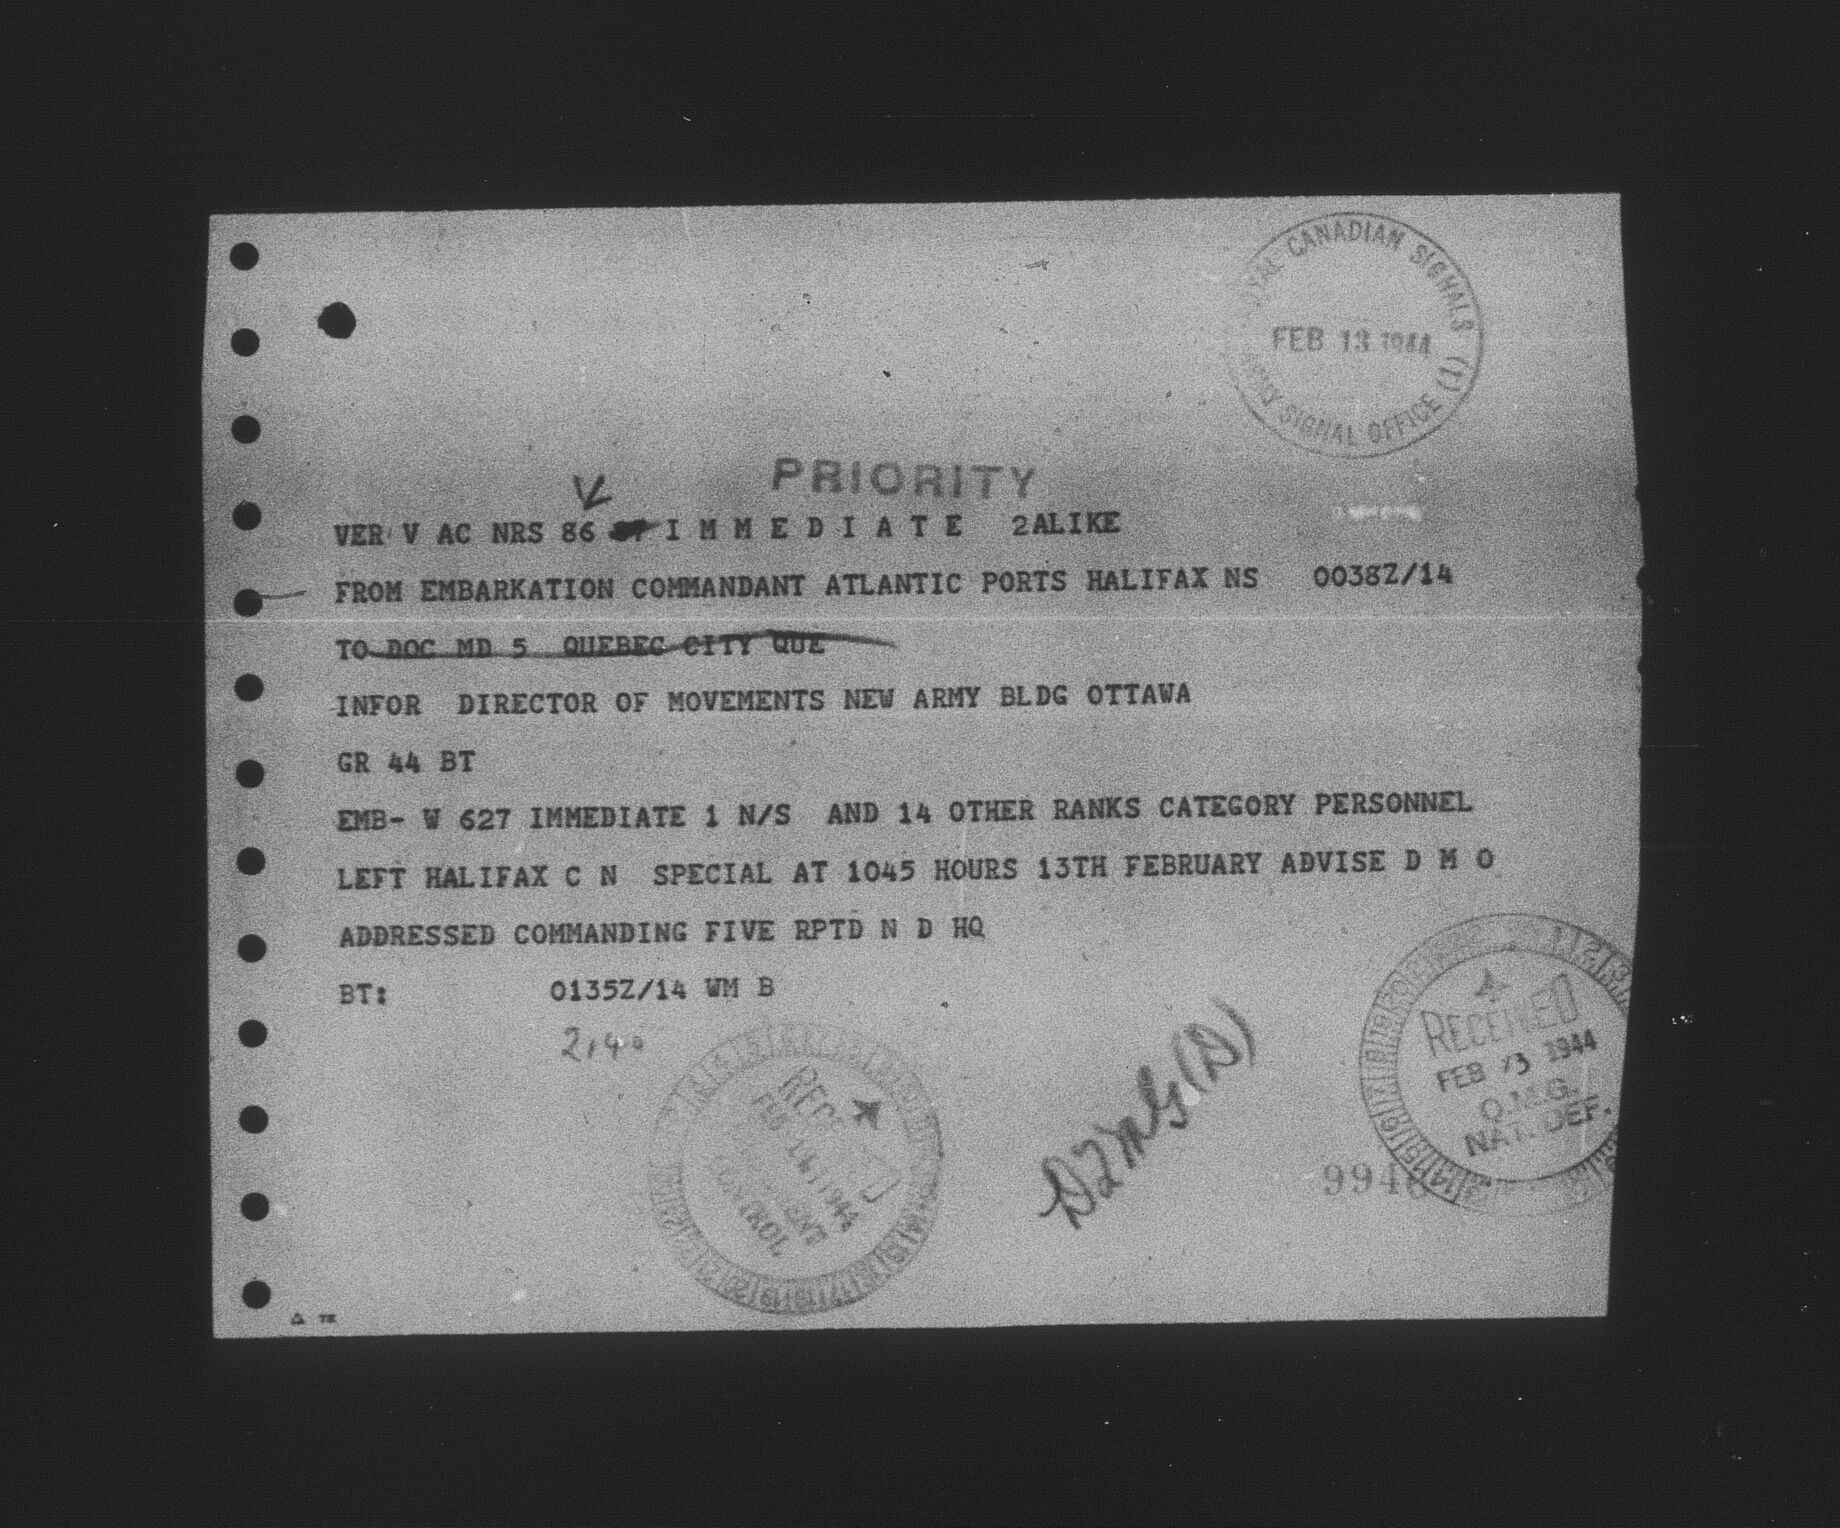 ROYAL CANADIAN SIGNALS
FEB 13 1944
ARMY SIGNAL OFFICE (1)
PRIORITY
VER V AC NRS 86 I M M E D I A T E 2ALIKE
FROM EMBARKATION COMMANDANT ATLANTIC PORTS HALIFAX NS 0038Z/14
TO DOC MD 5 QUEBEC CITY QUE
INFOR DIRECTOR OF MOVEMENTS NEW ARMY BLDG OTTAWA
GR 44 BT
EMB- W 627 IMMEDIATE 1 N/S AND 14 OTHER RANKS CATEGORY PERSONNEL
LEFT HALIFAX C N SPECIAL AT 1045 HOURS 13TH FEBRUARY ADVISE D M O
ADDRESSED COMMANDING FIVE RPTD N D HQ
BT: 0135Z/14 WM B
RECEIVED
FEB 13 1944
Q.M.G.
NAT. DEF.
CONTROL